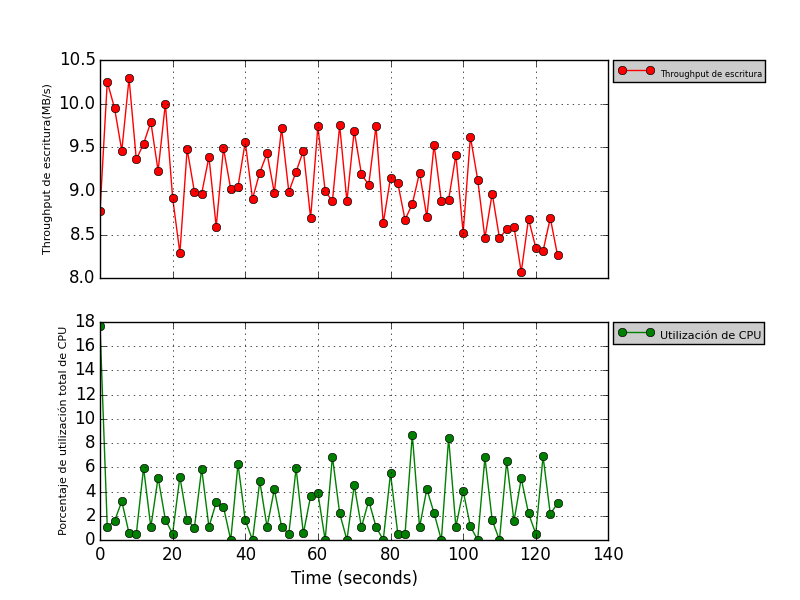 10.5
10.0
9.5
9.0
8.5
8.0
Throughput de escritura(MB/s)
Throughput de escritura
18
16
14
12
10
8
6
4
2
0
Porcentaje de utilización total de CPU
Utilización de CPU
0 20 40 60 80 100 120 140
Time (seconds)